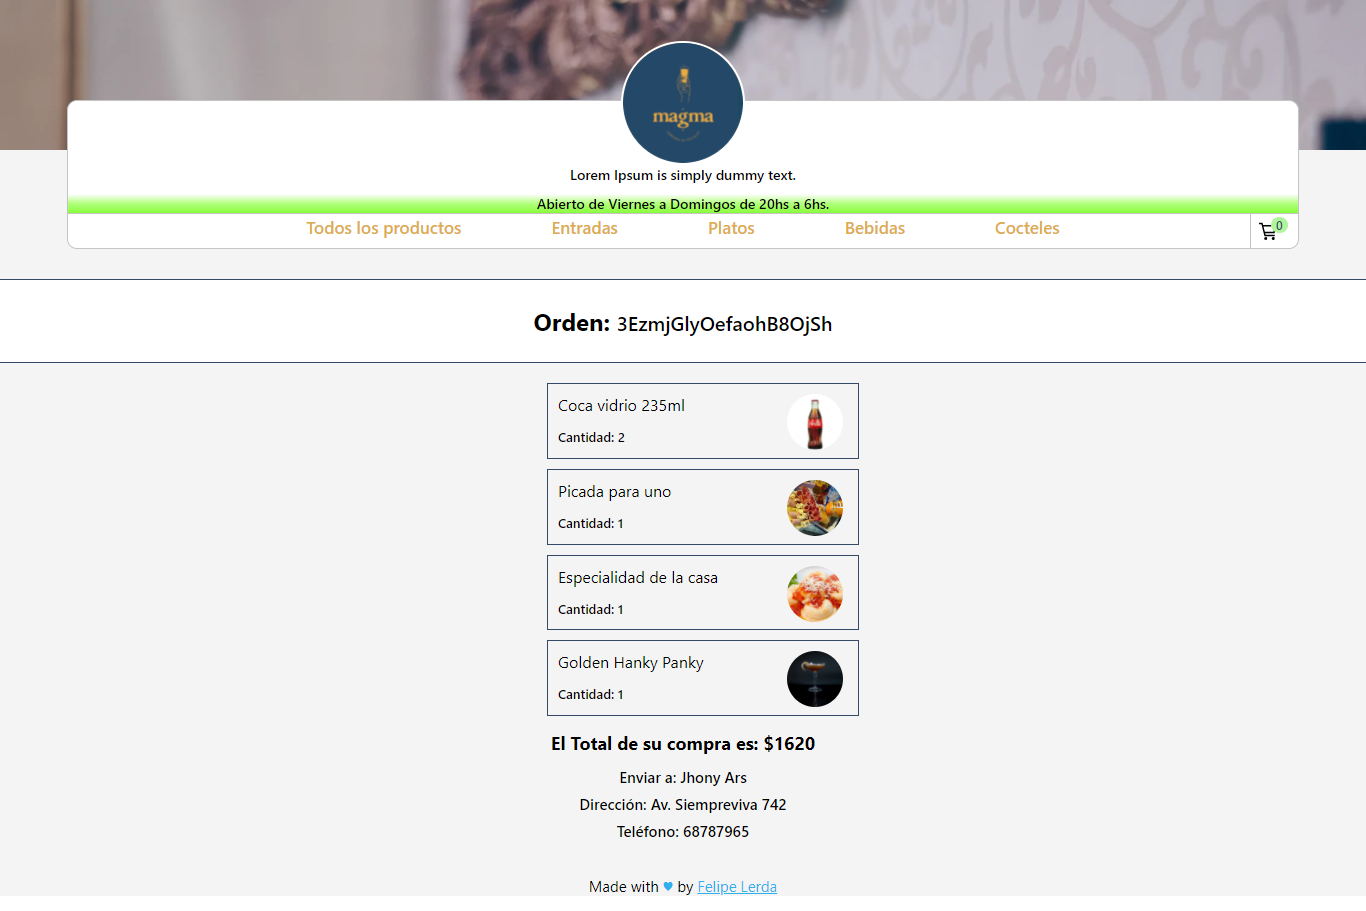 magma
Lorem Ipsum is simply dummy text.
Abierto de Viernes a Domingos de 20hs a 6hs.
Todos los productos Entradas Platos Bebidas Cocteles 0
Orden: 3EzmjGlyOefaohB8OjSh
Coca vidrio 235ml
Cantidad: 2
Picada para uno
Cantidad: 1
Especialidad de la casa
Cantidad: 1
Golden Hanky Panky
Cantidad: 1
El Total de su compra es: $1620
Enviar a: Jhony Ars
Dirección: Av. Siempreviva 742
Teléfono: 68787965
Made with ♥ by Felipe Lerda